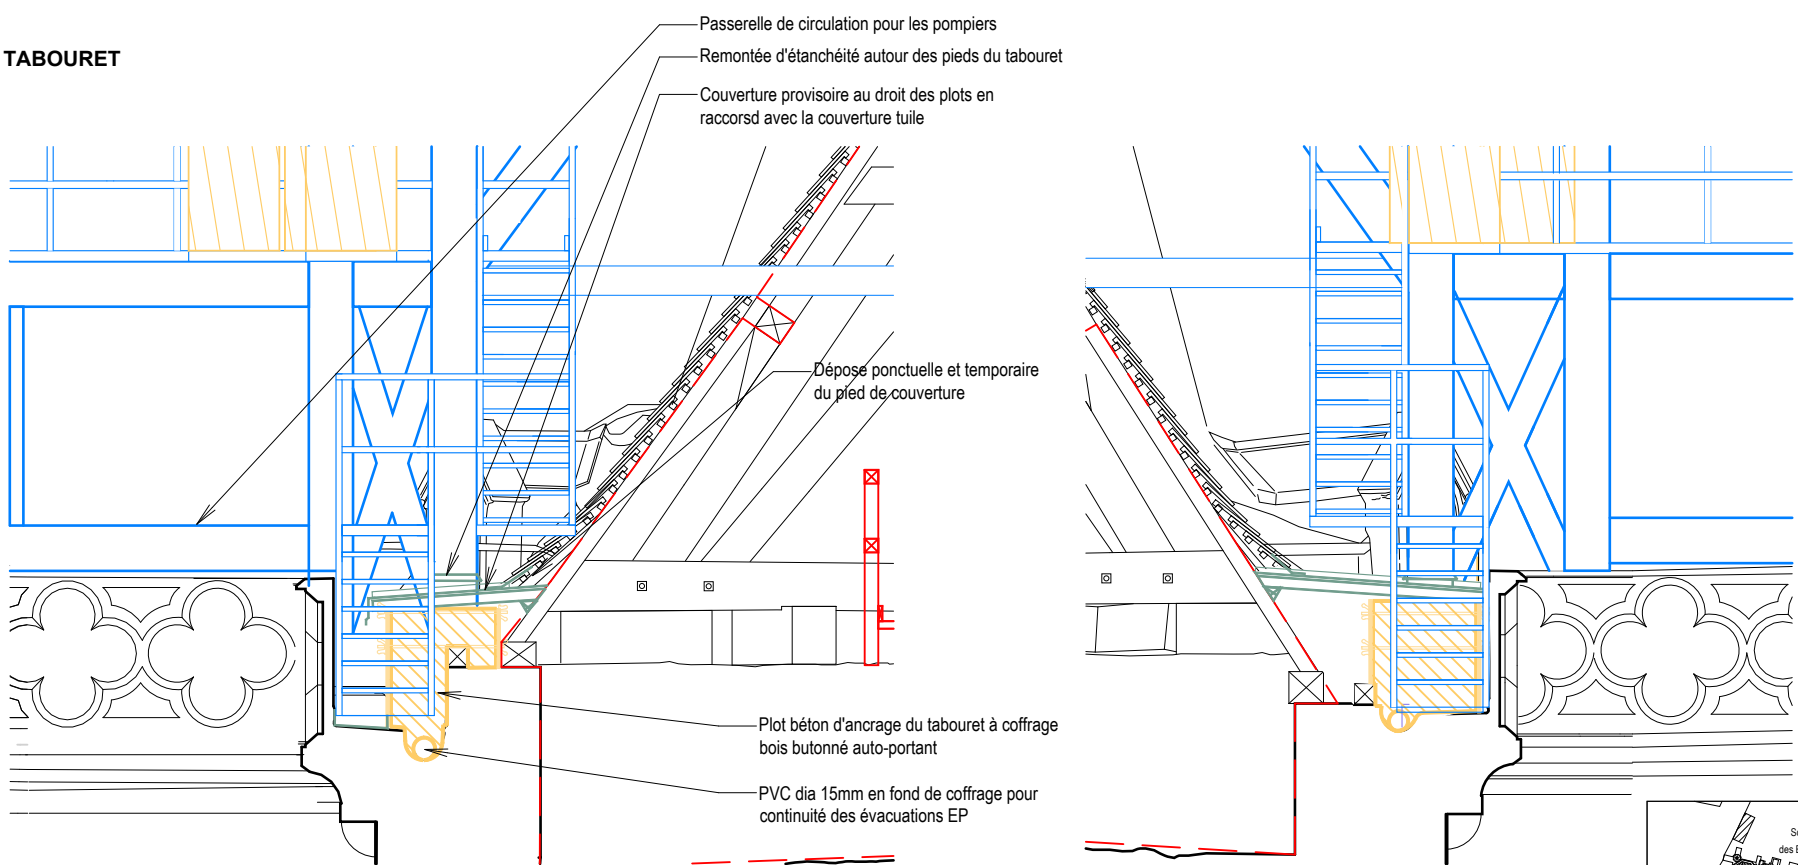 TABOURET
Passerelle de circulation pour les pompiers
Remontée d'étanchéité autour des pieds du tabouret
Couverture provisoire au droit des plots en
raccorsd avec la couverture tuile
Dépose ponctuelle et temporaire
du pied de couverture
Plot béton d'ancrage du tabouret à coffrage
bois butonné auto-portant
PVC dia 15mm en fond de coffrage pour
continuité des évacuations EP